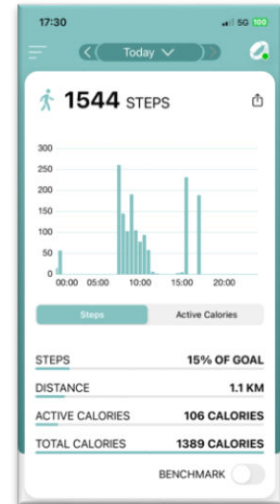 17:30 5G 100
Today
1544 STEPS
300
250
200
150
100
50
0
00:00 05:00 10:00 15:00 20:00
Steps Active Calories
STEPS 15% OF GOAL
DISTANCE 1.1 KM
ACTIVE CALORIES 106 CALORIES
TOTAL CALORIES 1389 CALORIES
BENCHMARK